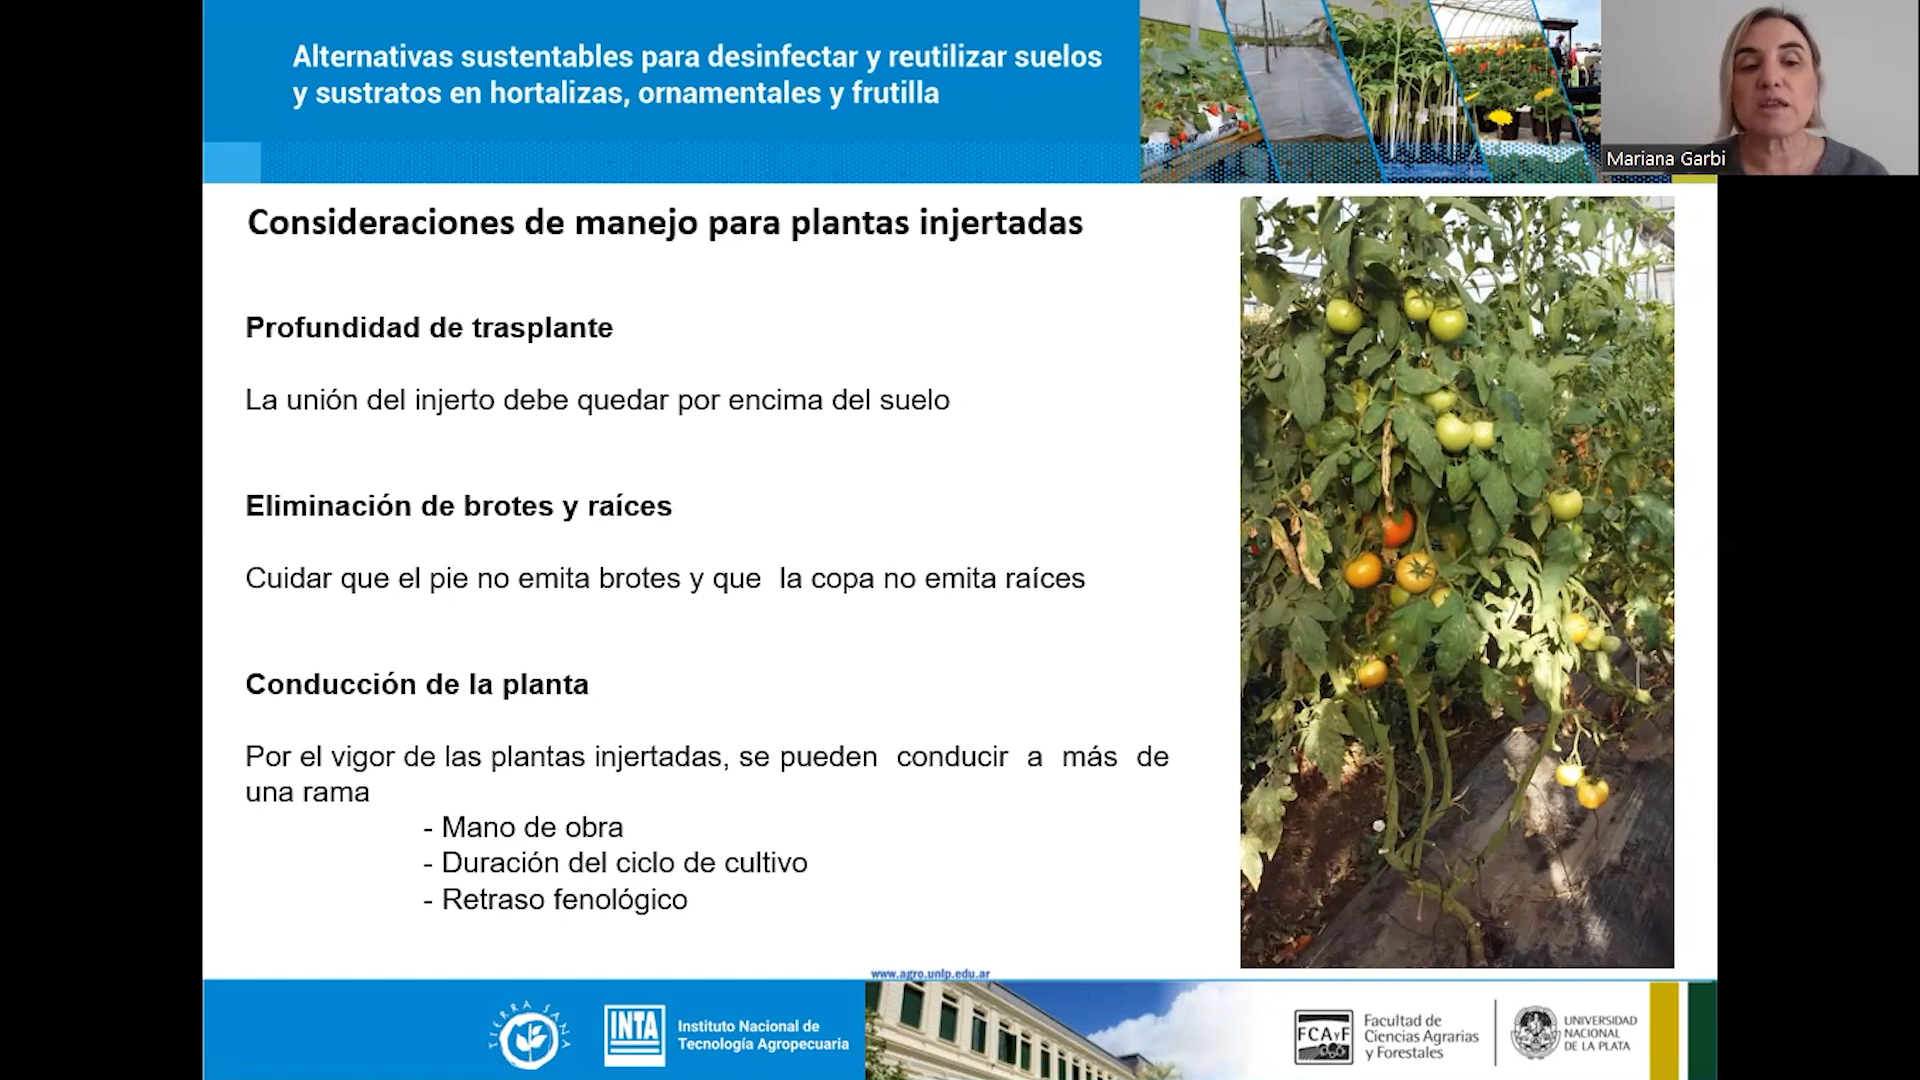 Alternativas sustentables para desinfectar y reutilizar suelos
y sustratos en hortalizas, ornamentales y frutilla
Mariana Garbi
Consideraciones de manejo para plantas injertadas
Profundidad de trasplante
La unión del injerto debe quedar por encima del suelo
Eliminación de brotes y raíces
Cuidar que el pie no emita brotes y que la copa no emita raíces
Conducción de la planta
Por el vigor de las plantas injertadas, se pueden conducir a más de
una rama
- Mano de obra
- Duración del ciclo de cultivo
- Retraso fenológico
www.agro.unlp.edu.ar
TIERRA SANA
INTA
Instituto Nacional de
Tecnología Agropecuaria
FCAyF
Facultad de
Ciencias Agrarias
y Forestales
UNIVERSIDAD
NACIONAL
DE LA PLATA